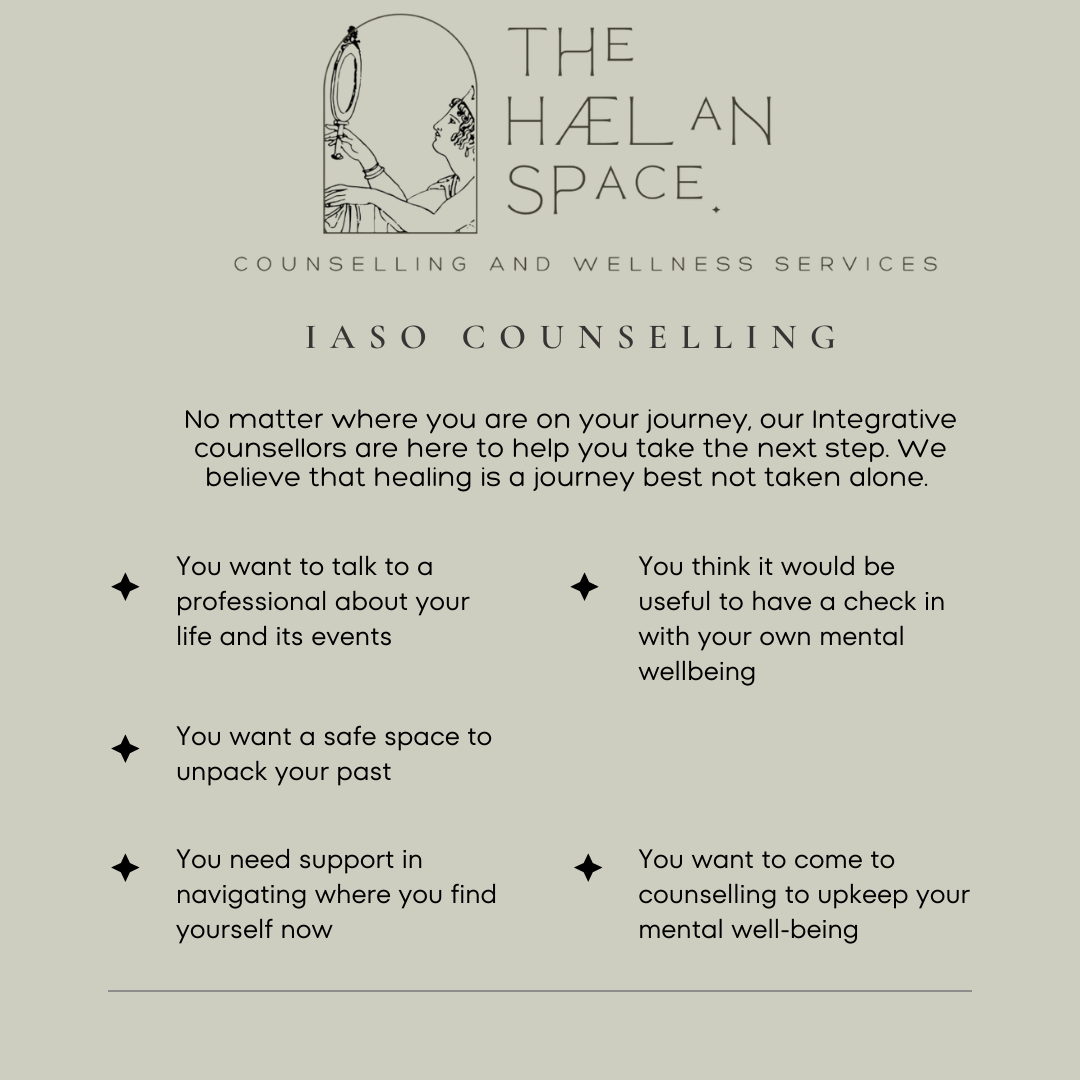 THE
HÆLAN
SPACE.
COUNSELLING AND WELLNESS SERVICES
IASO COUNSELLING
No matter where you are on your journey, our Integrative
counsellors are here to help you take the next step. We
believe that healing is a journey best not taken alone.
You want to talk to a
professional about your
life and its events
You think it would be
useful to have a check in
with your own mental
wellbeing
You want a safe space to
unpack your past
You need support in
navigating where you find
yourself now
You want to come to
counselling to upkeep your
mental well-being